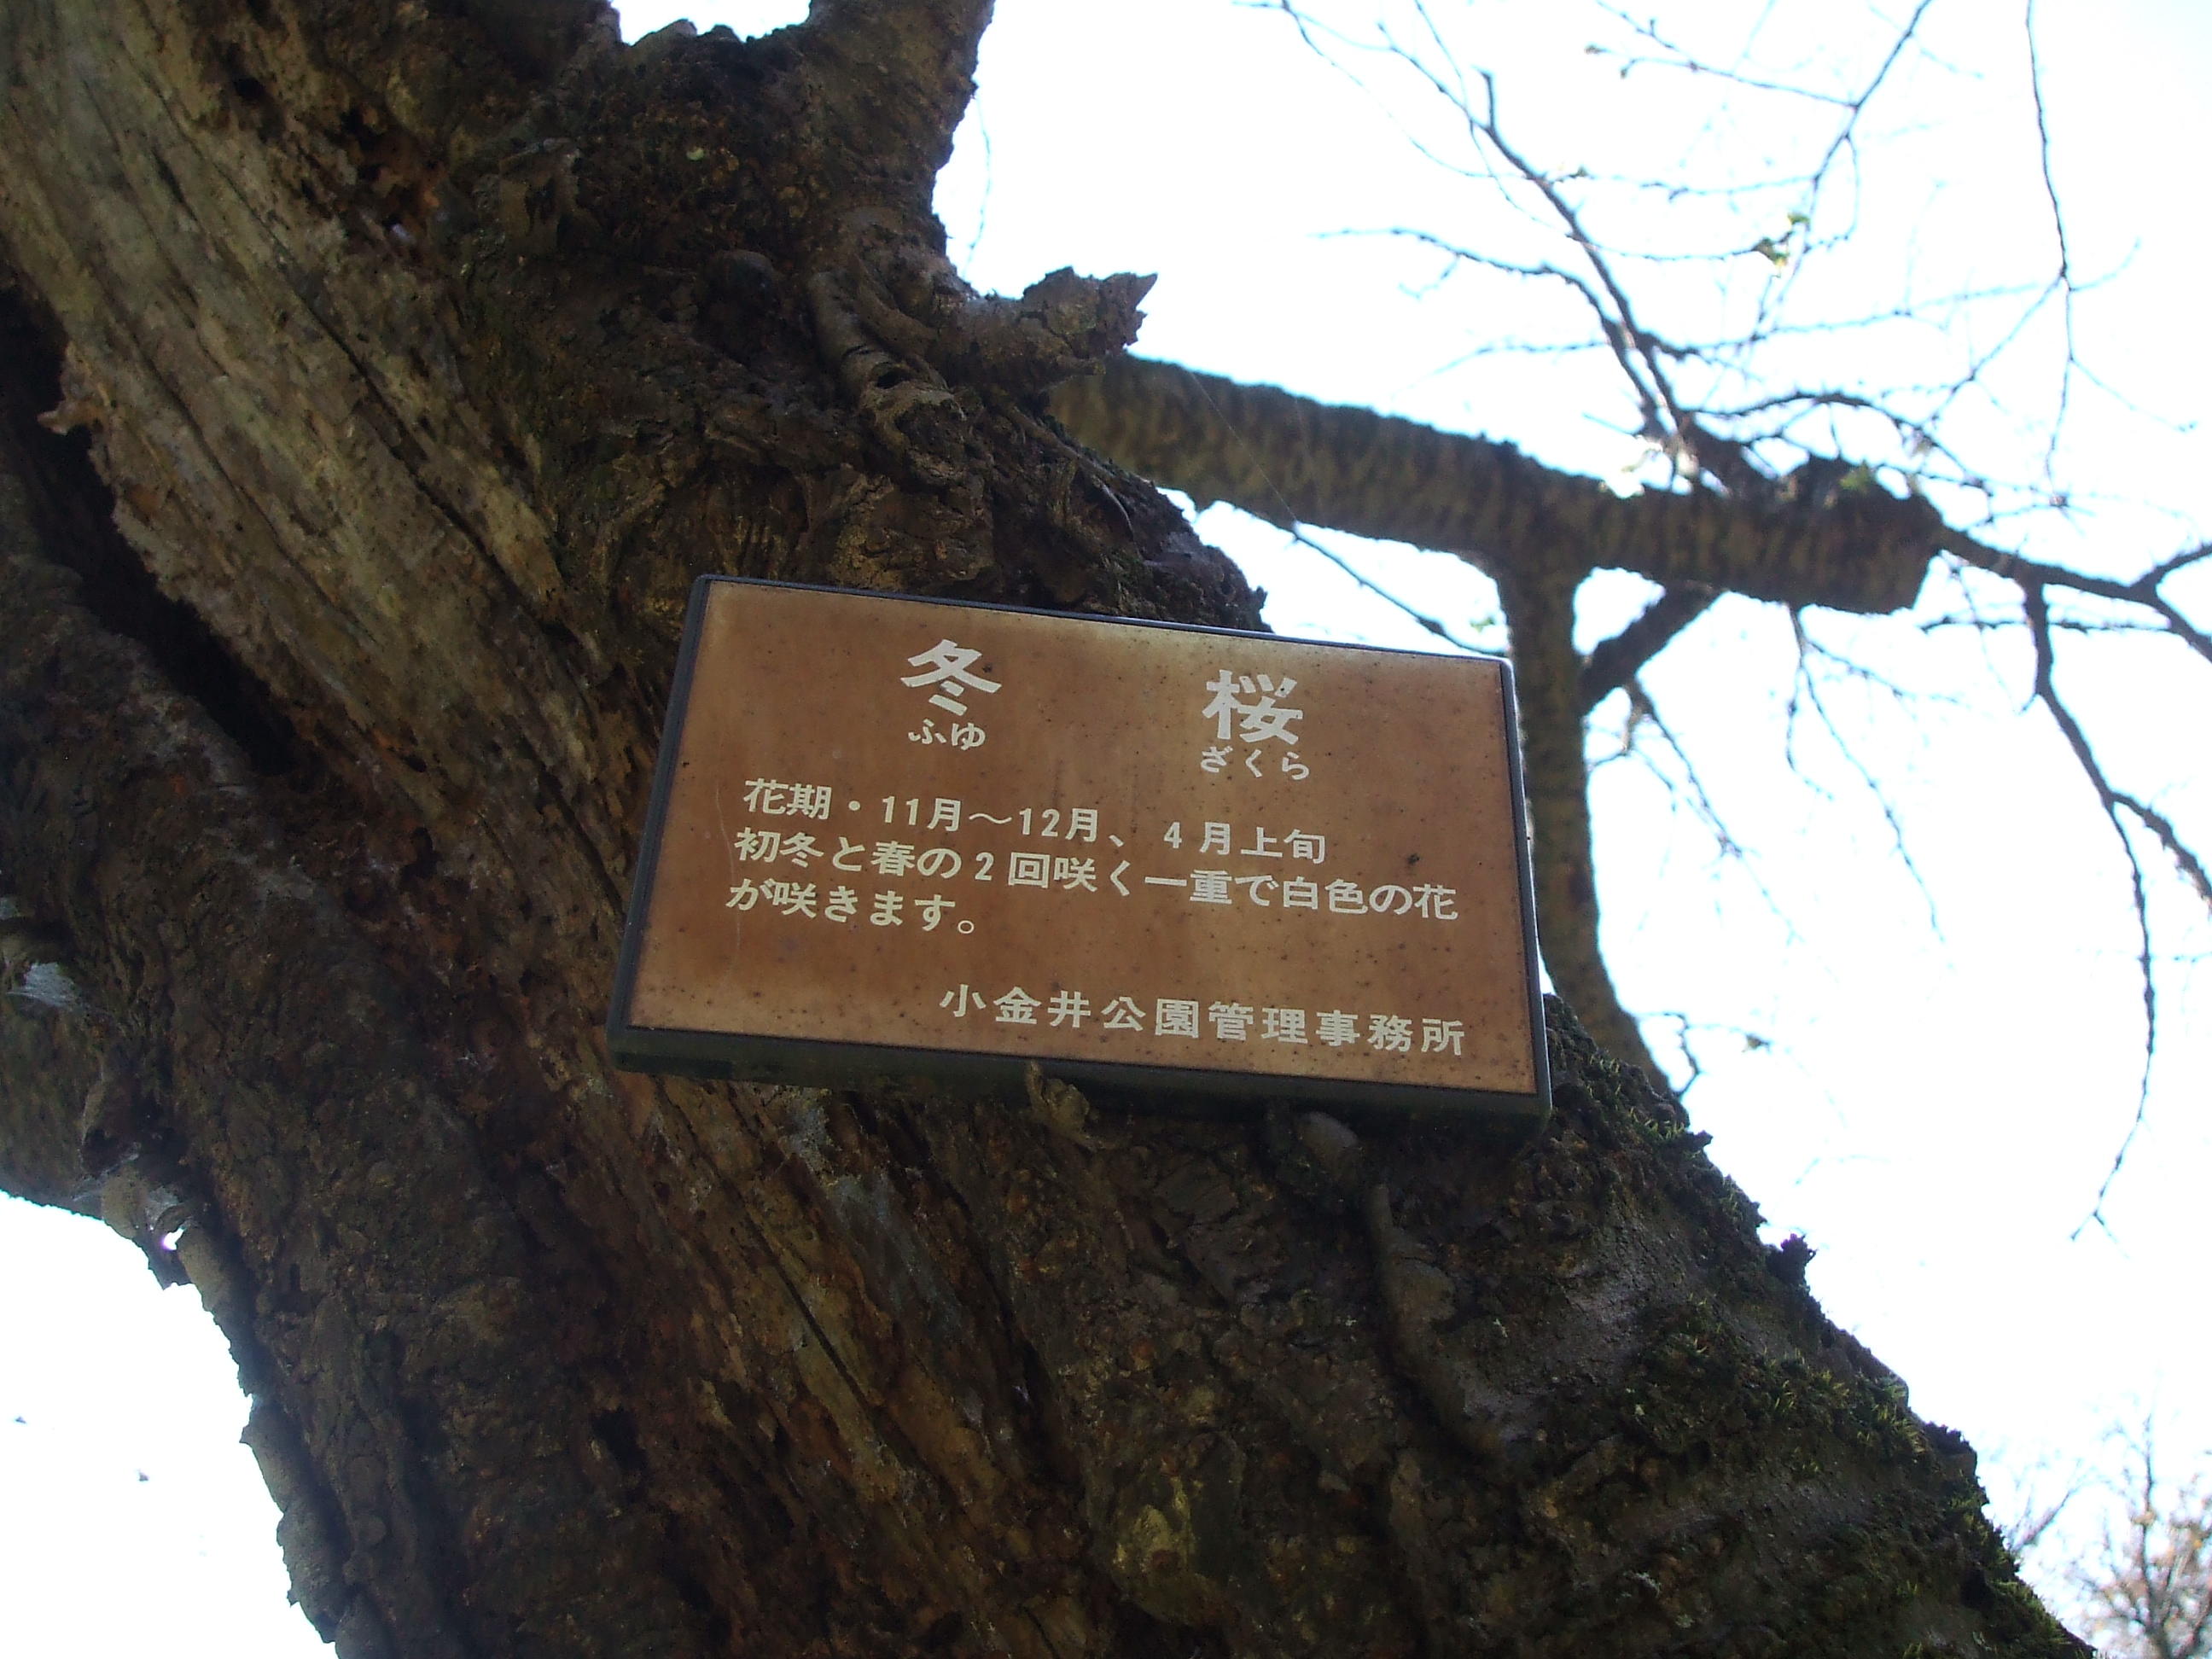 冬　桜
ふゆ　ざくら
花期・11月～12月、4月上旬
初冬と春の2回咲く一重で白色の花
が咲きます。
小金井公園管理事務所